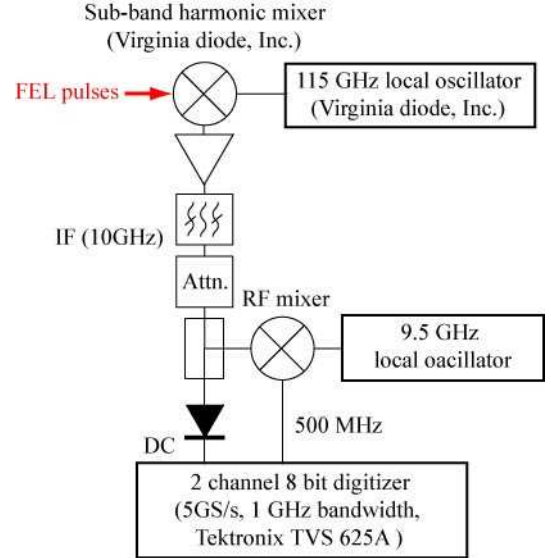 Sub-band harmonic mixer
(Virginia diode, Inc.)
FEL pulses
115 GHz local oscillator
(Virginia diode, Inc.)
IF (10GHz)
Attn.
RF mixer
9.5 GHz
local oacillator
500 MHz
DC
2 channel 8 bit digitizer
(5GS/s, 1 GHz bandwidth,
Tektronix TVS 625A )